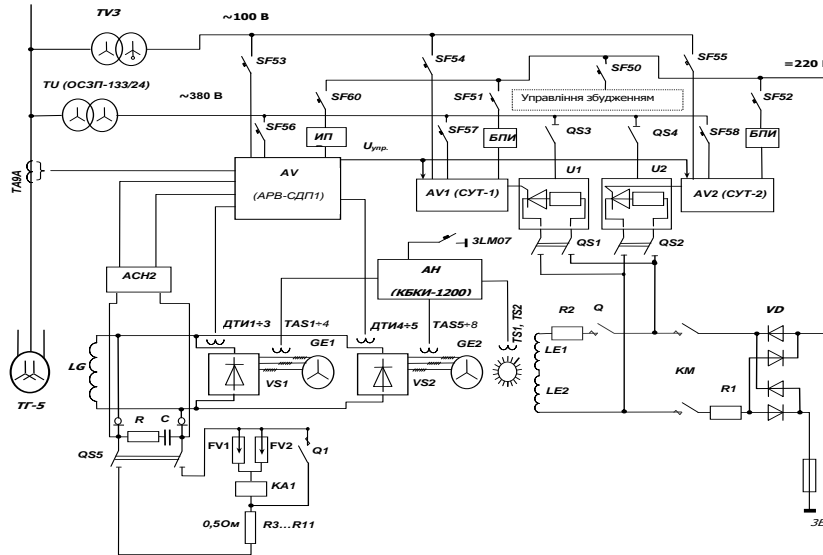 TV3
~100 В
SF53
SF54
SF55
TU (ОСЗП-133/24)
~380 В
SF60
SF51
SF50
=220
Управління збудженням
SF52
SF56
ИП
SF57
БПИ
QS3
QS4
SF58
БПИ
Uупр.
TA9A
AV
(АРВ-СДП1)
AV1 (СУТ-1)
U1
U2
AV2 (СУТ-2)
QS1
QS2
3LM07
АСН2
АН
(КБКИ-1200)
ДТИ1÷3
TAS1÷4
ДТИ4÷5
TAS5÷8
TS1, TS2
R2
Q
VD
LG
GE1
GE2
LE1
VS1
VS2
LE2
KM
R1
ТГ-5
R
C
QS5
FV1
FV2
Q1
KA1
0,5Ом
R3...R11